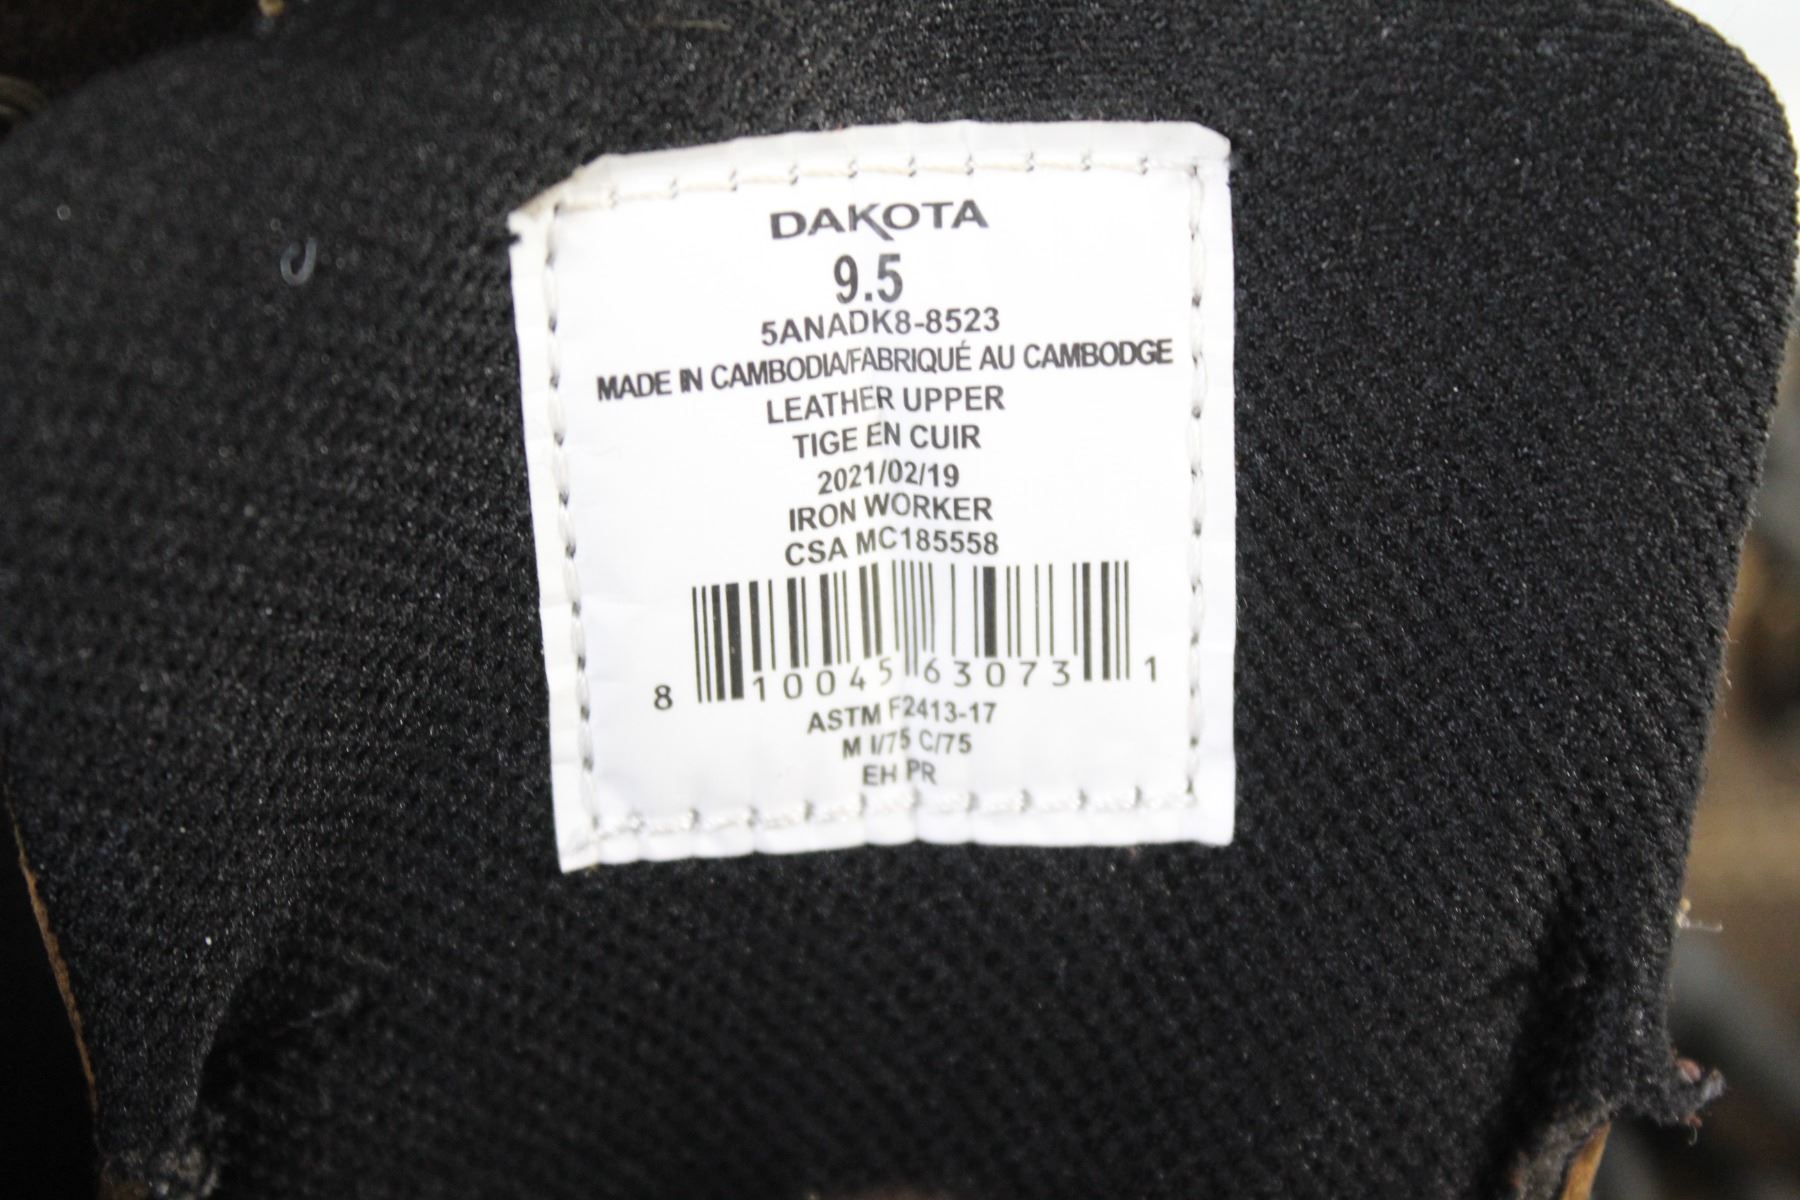 DAKOTA
9.5
5ANADK8-8523
MADE IN CAMBODIA/FABRIQUÉ AU CAMBODGE
LEATHER UPPER
TIGE EN CUIR
2021/02/19
IRON WORKER
CSA MC185558
8 10045 63073 1
ASTM F2413-17
M I/75 C/75
EH PR